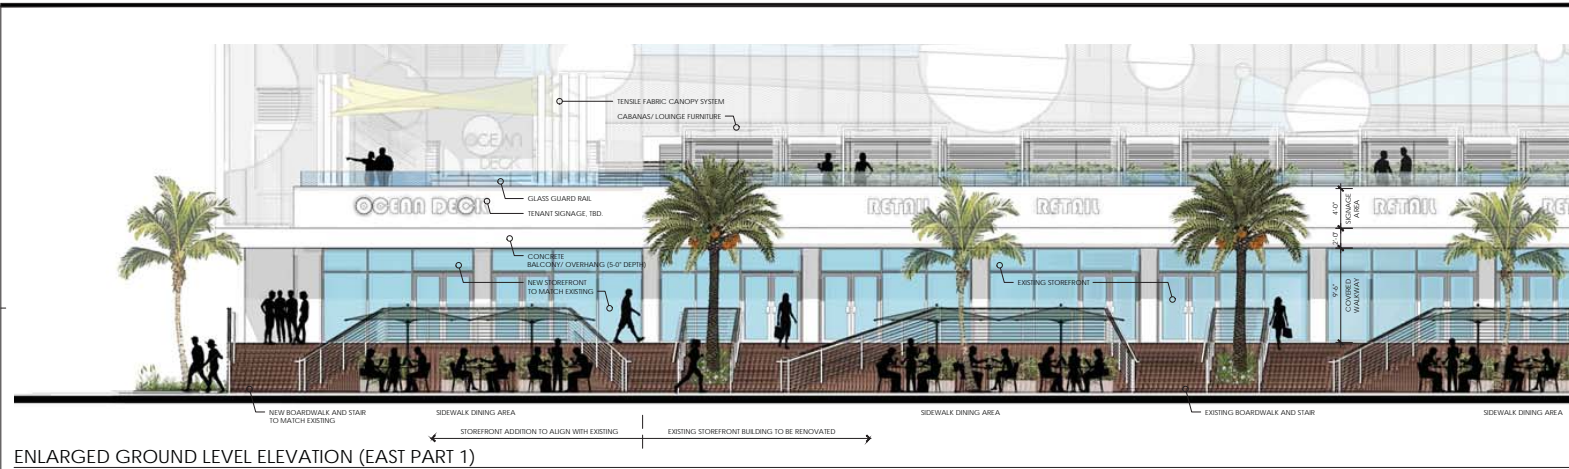 TENSILE FABRIC CANOPY SYSTEM
CABANAS/ LOUINGE FURNITURE
OCEAN
DECK
GLASS GUARD RAIL
OCEAN DECK
TENANT SIGNAGE, TBD.
RETAIL
RETAIL
RETAIL
RET
4'-0"
SIGNAGE
AREA
2'-0"
CONCRETE
BALCONY/ OVERHANG (5-0" DEPTH)
NEW STOREFRONT
TO MATCH EXISTING
EXISTING STOREFRONT
9'-6"
COVERED
WALKWAY
NEW BOARDWALK AND STAIR
TO MATCH EXISTING
SIDEWALK DINING AREA
SIDEWALK DINING AREA
EXISTING BOARDWALK AND STAIR
SIDEWALK DINING AREA
STOREFRONT ADDITION TO ALIGN WITH EXISTING
EXISTING STOREFRONT BUILDING TO BE RENOVATED
ENLARGED GROUND LEVEL ELEVATION (EAST PART 1)